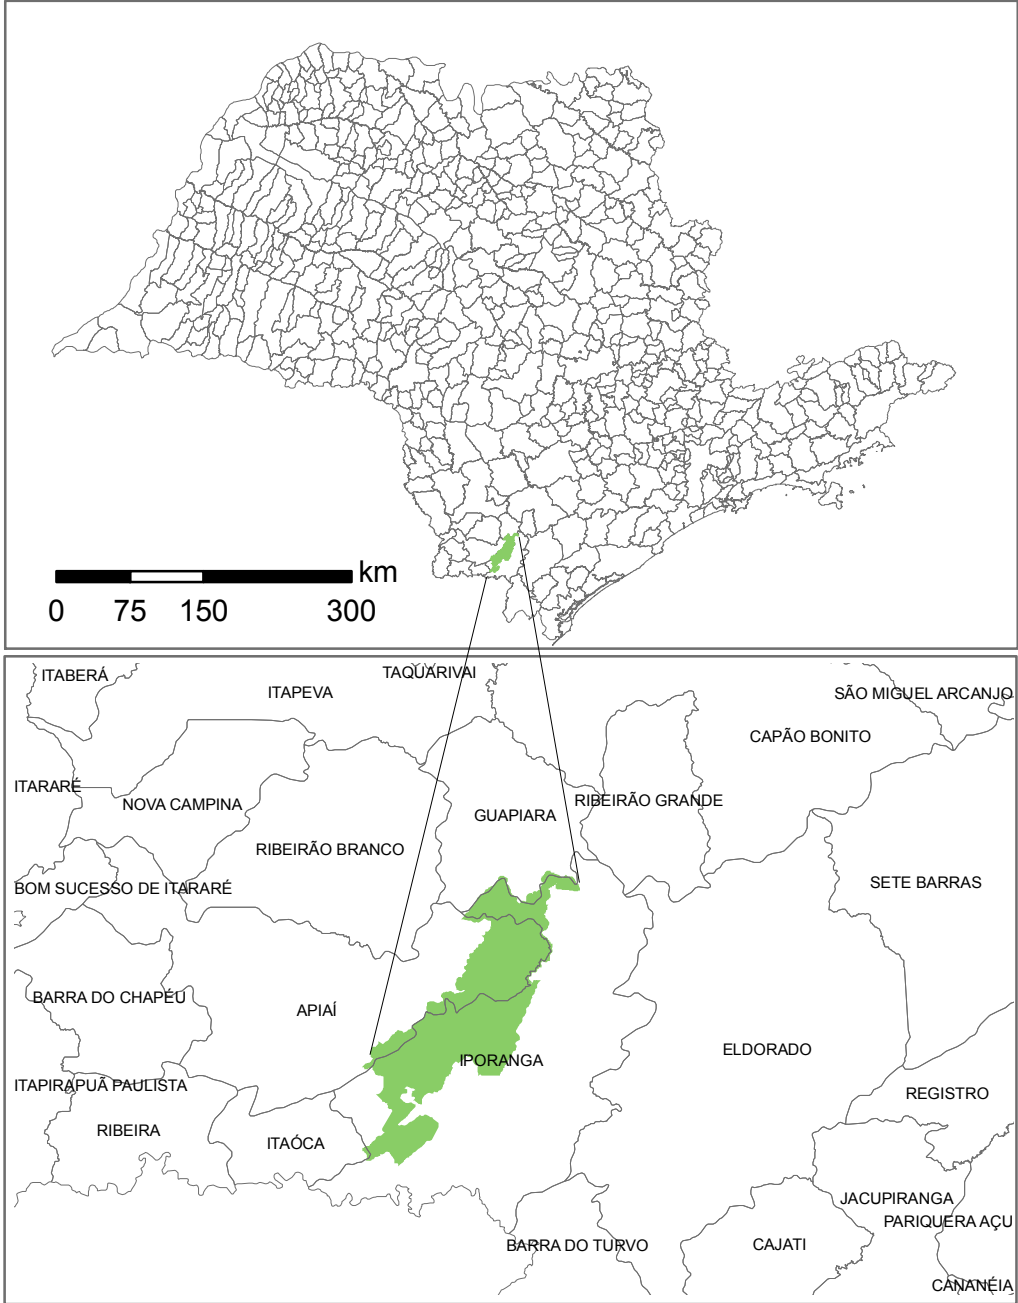 km
0 75 150 300
TAQUARIVAI
ITABERÁ
ITAPEVA
SÃO MIGUEL ARCANJO
CAPÃO BONITO
ITARARÉ
NOVA CAMPINA
RIBEIRÃO GRANDE
GUAPIARA
RIBEIRÃO BRANCO
BOM SUCESSO DE ITARARÉ
SETE BARRAS
BARRA DO CHAPÉU
APIAÍ
ELDORADO
IPORANGA
ITAPIRAPUÃ PAULISTA
REGISTRO
RIBEIRA
ITAÓCA
JACUPIRANGA
PARIQUERA AÇU
BARRA DO TURVO
CAJATI
CANANÉIA